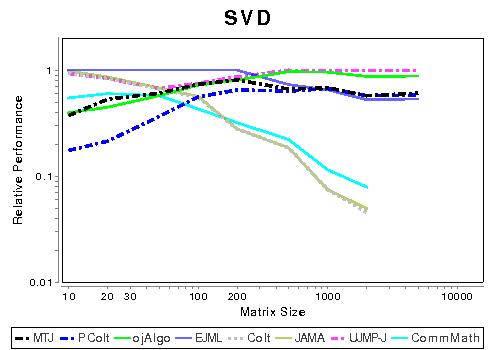 SVD
1
0.1
0.01
Relative Performance
10 20 30 100 200 1000 2000 10000
Matrix Size
MTJ PColt ojAlgo EJML Colt JAMA UJMP-J CommMath